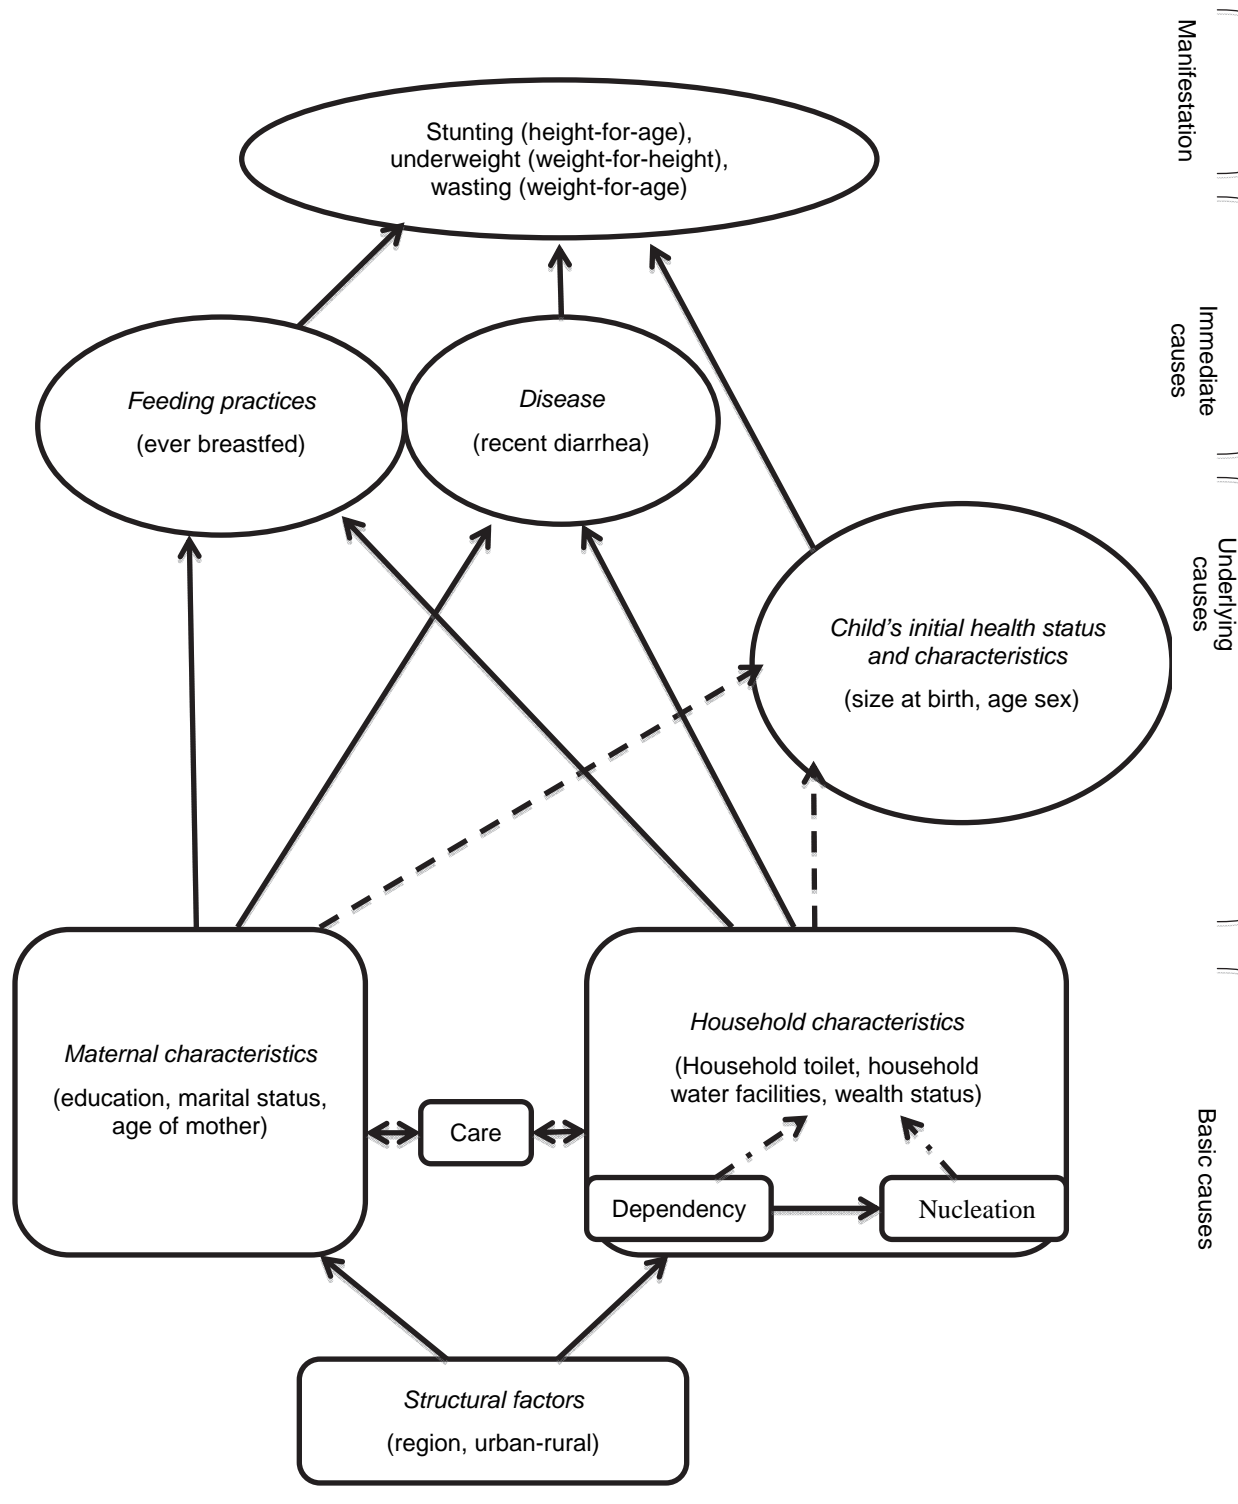 Manifestation
Stunting (height-for-age),
underweight (weight-for-height),
wasting (weight-for-age)
Immediate
causes
Feeding practices
(ever breastfed)
Disease
(recent diarrhea)
Underlying
causes
Child’s initial health status
and characteristics
(size at birth, age sex)
Maternal characteristics
(education, marital status,
age of mother)
Care
Household characteristics
(Household toilet, household
water facilities, wealth status)
Dependency
Nucleation
Basic causes
Structural factors
(region, urban-rural)